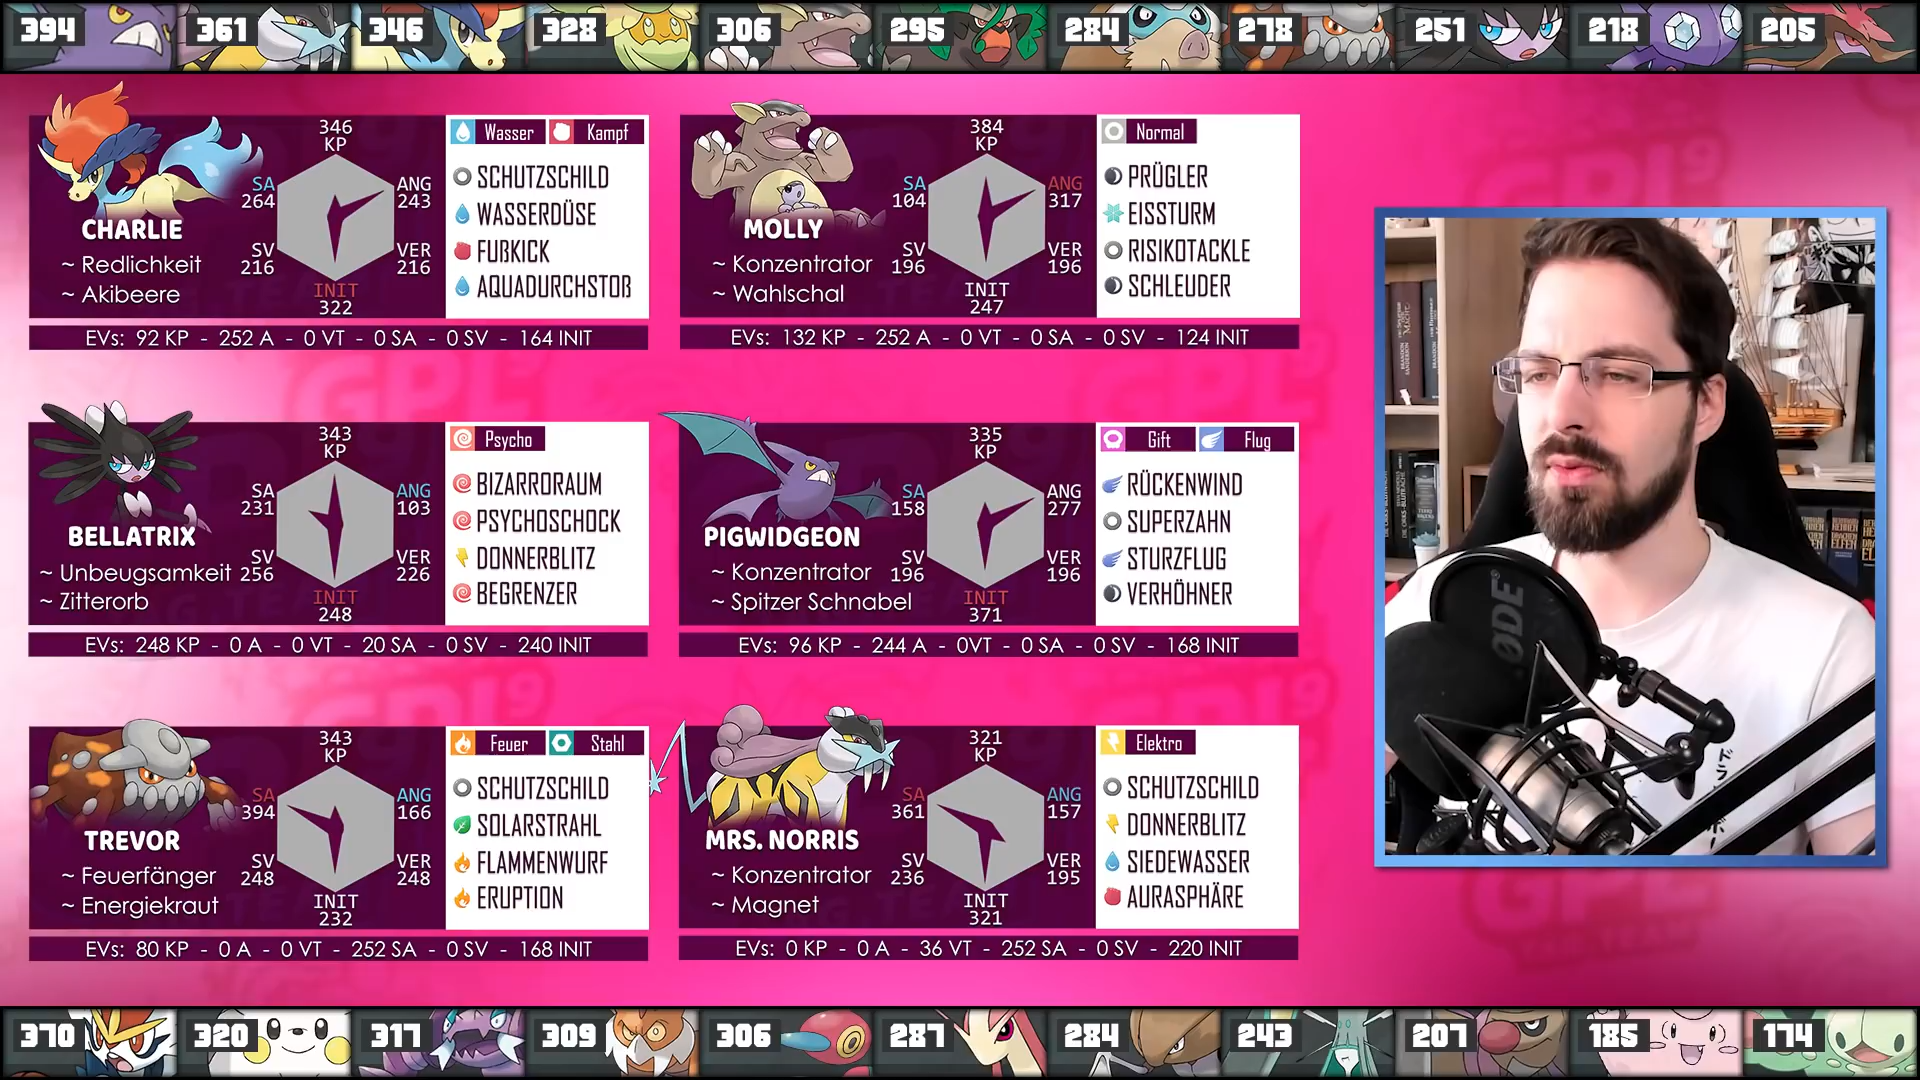 394 361 346 328 306 295 284 278 251 218 205
346
KP
SA
264
ANG
243
SV
216
VER
216
INIT
322
CHARLIE
~ Redlichkeit
~ Akibeere
Wasser Kampf
SCHUTZSCHILD
WASSERDÜSE
FUßKICK
AQUADURCHSTOß
EVs: 92 KP - 252 A - 0 VT - 0 SA - 0 SV - 164 INIT
384
KP
SA
104
ANG
317
SV
196
VER
196
INIT
247
MOLLY
~ Konzentrator
~ Wahlschal
Normal
PRÜGLER
EISSTURM
RISIKOTACKLE
SCHLEUDER
EVs: 132 KP - 252 A - 0 VT - 0 SA - 0 SV - 124 INIT
343
KP
SA
231
ANG
103
SV
256
VER
226
INIT
248
BELLATRIX
~ Unbeugsamkeit
~ Zitterorb
Psycho
BIZARRORAUM
PSYCHOSCHOCK
DONNERBLITZ
BEGRENZER
EVs: 248 KP - 0 A - 0 VT - 20 SA - 0 SV - 240 INIT
335
KP
SA
158
ANG
277
SV
196
VER
196
INIT
371
PIGWIDGEON
~ Konzentrator
~ Spitzer Schnabel
Gift Flug
RÜCKENWIND
SUPERZAHN
STURZFLUG
VERHÖHNER
EVs: 96 KP - 244 A - 0VT - 0 SA - 0 SV - 168 INIT
343
KP
SA
394
ANG
166
SV
248
VER
248
INIT
232
TREVOR
~ Feuerfänger
~ Energiekraut
Feuer Stahl
SCHUTZSCHILD
SOLARSTRAHL
FLAMMENWURF
ERUPTION
EVs: 80 KP - 0 A - 0 VT - 252 SA - 0 SV - 168 INIT
321
KP
SA
361
ANG
157
SV
236
VER
195
INIT
321
MRS. NORRIS
~ Konzentrator
~ Magnet
Elektro
SCHUTZSCHILD
DONNERBLITZ
SIEDEWASSER
AURASPHÄRE
EVs: 0 KP - 0 A - 36 VT - 252 SA - 0 SV - 220 INIT
RØDE
370 320 317 309 306 287 284 243 207 185 174